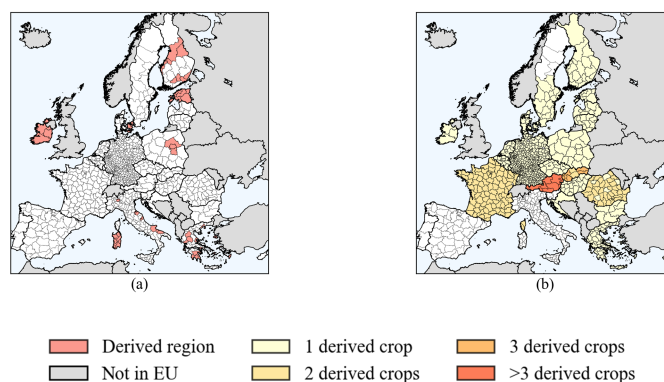 (a)
(b)
Derived region
1 derived crop
3 derived crops
Not in EU
2 derived crops
>3 derived crops